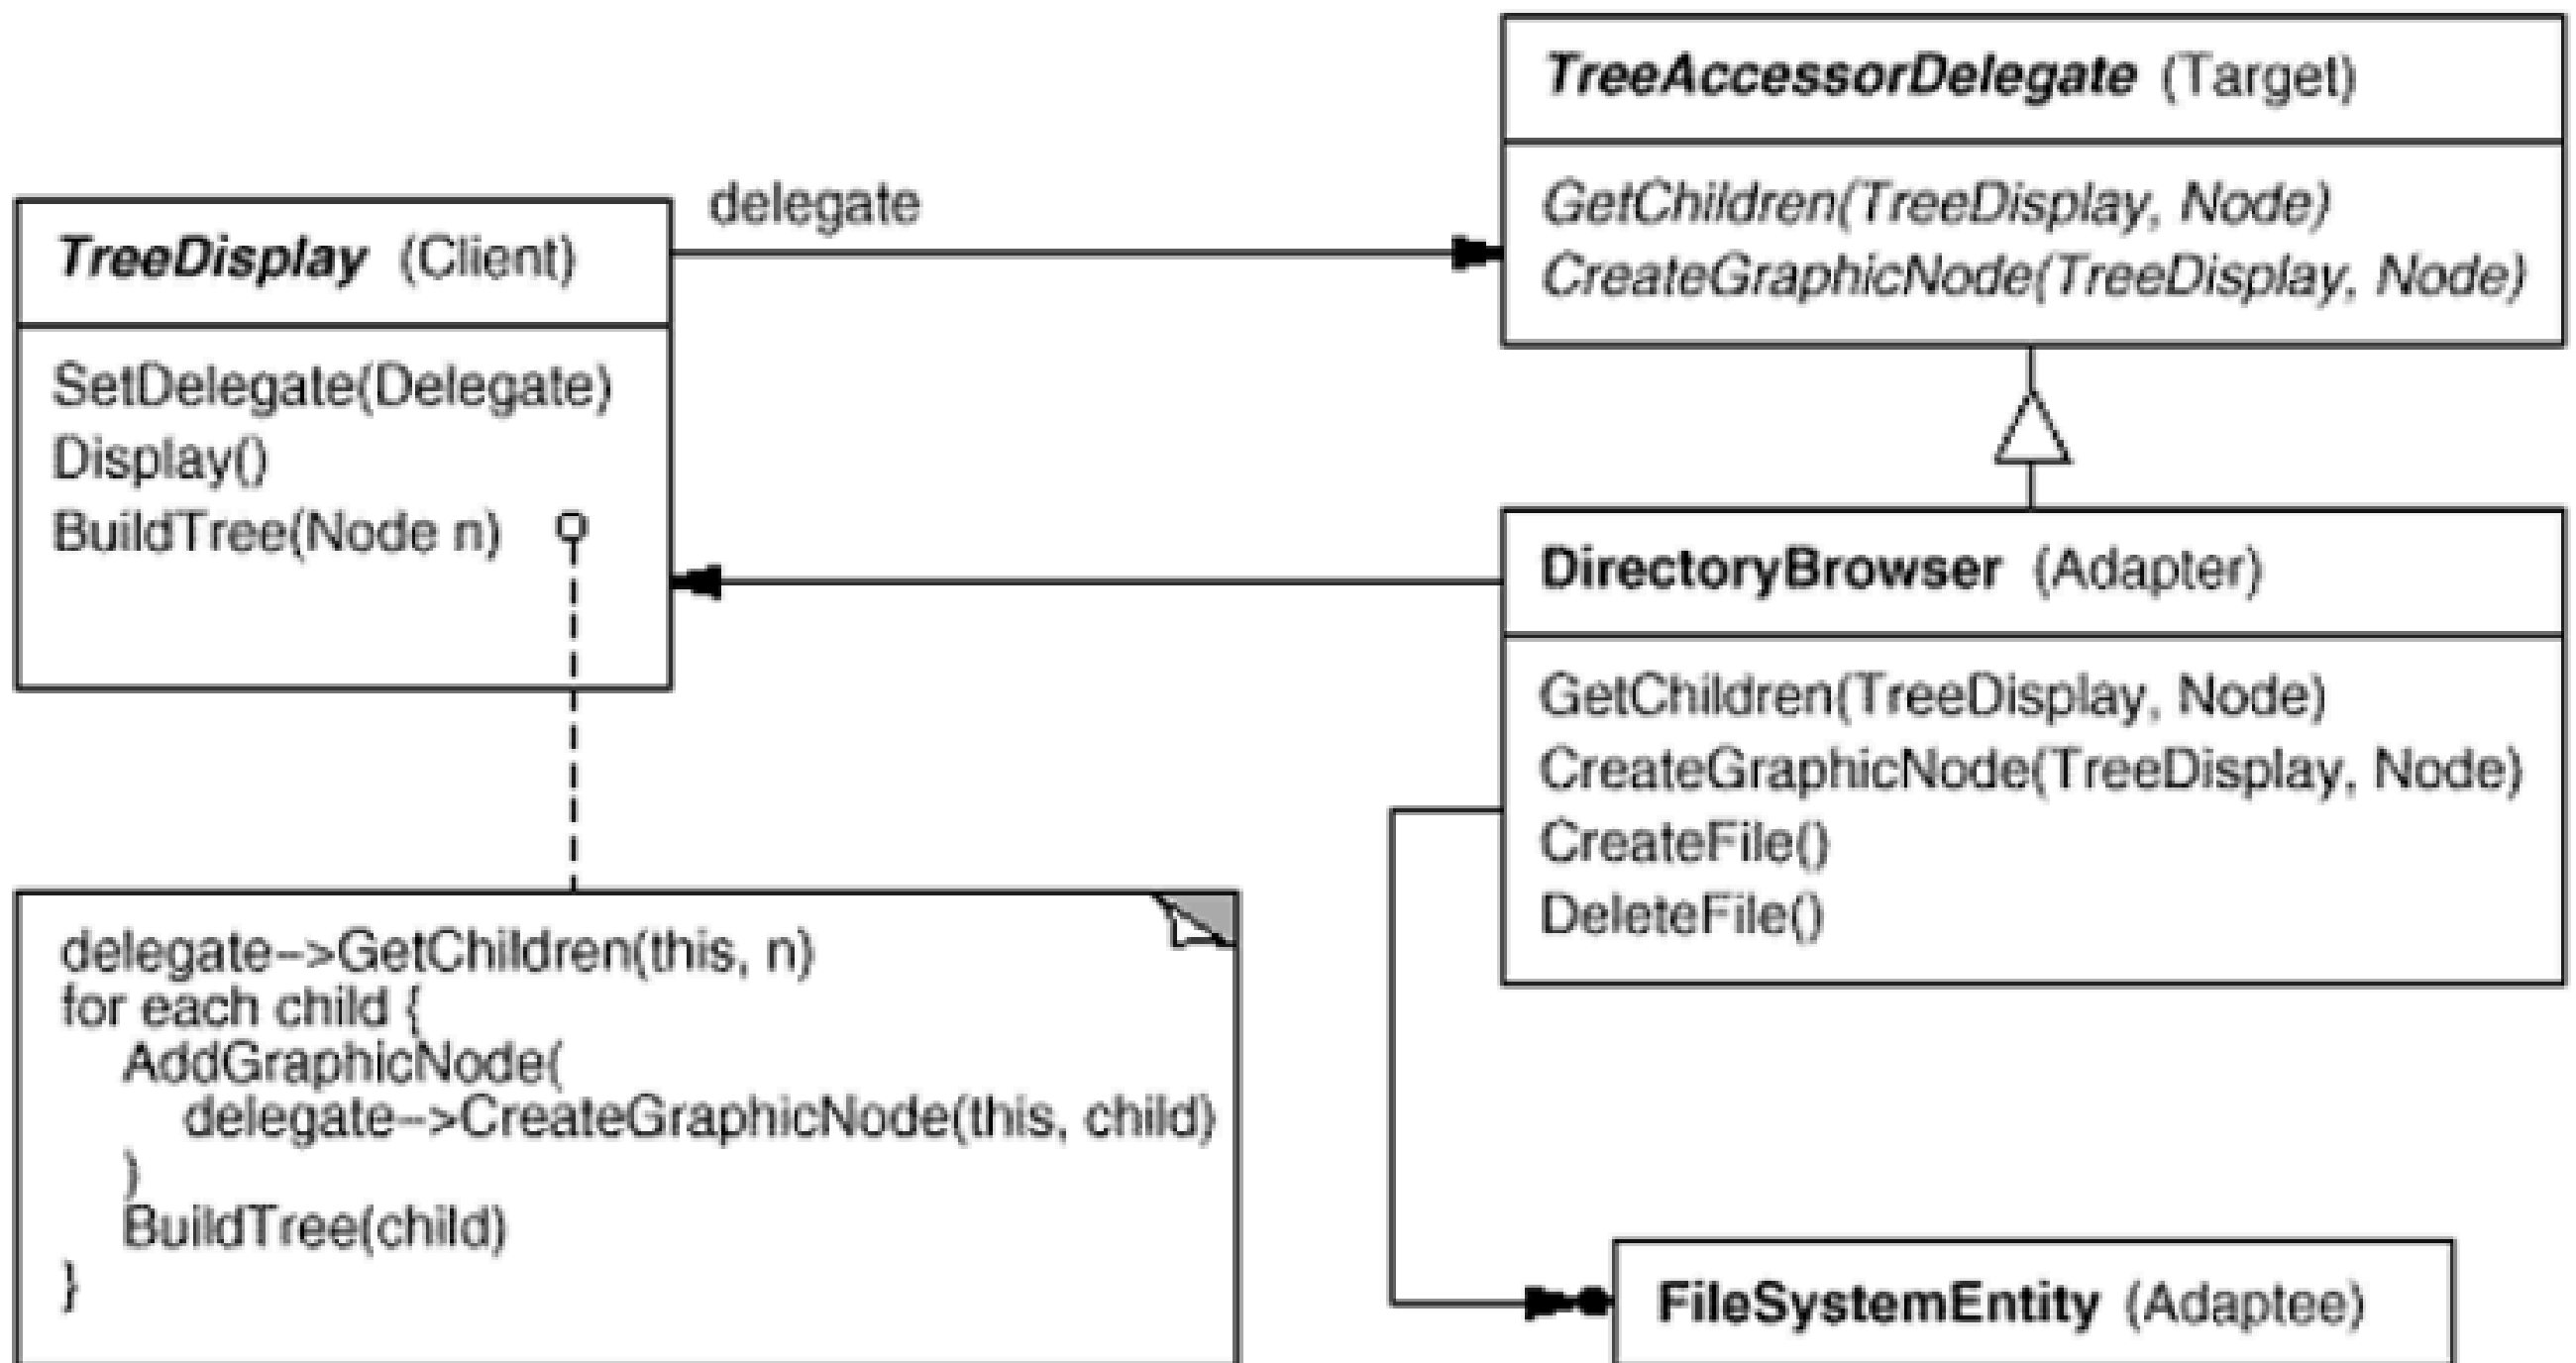 TreeAccessorDelegate (Target)
GetChildren(TreeDisplay, Node)
CreateGraphicNode(TreeDisplay, Node)
delegate
TreeDisplay (Client)
SetDelegate(Delegate)
Display()
BuildTree(Node n)
DirectoryBrowser (Adapter)
GetChildren(TreeDisplay, Node)
CreateGraphicNode(TreeDisplay, Node)
CreateFile()
DeleteFile()
delegate-->GetChildren(this, n)
for each child {
AddGraphicNode(
delegate-->CreateGraphicNode(this, child)
)
BuildTree(child)
}
FileSystemEntity (Adaptee)